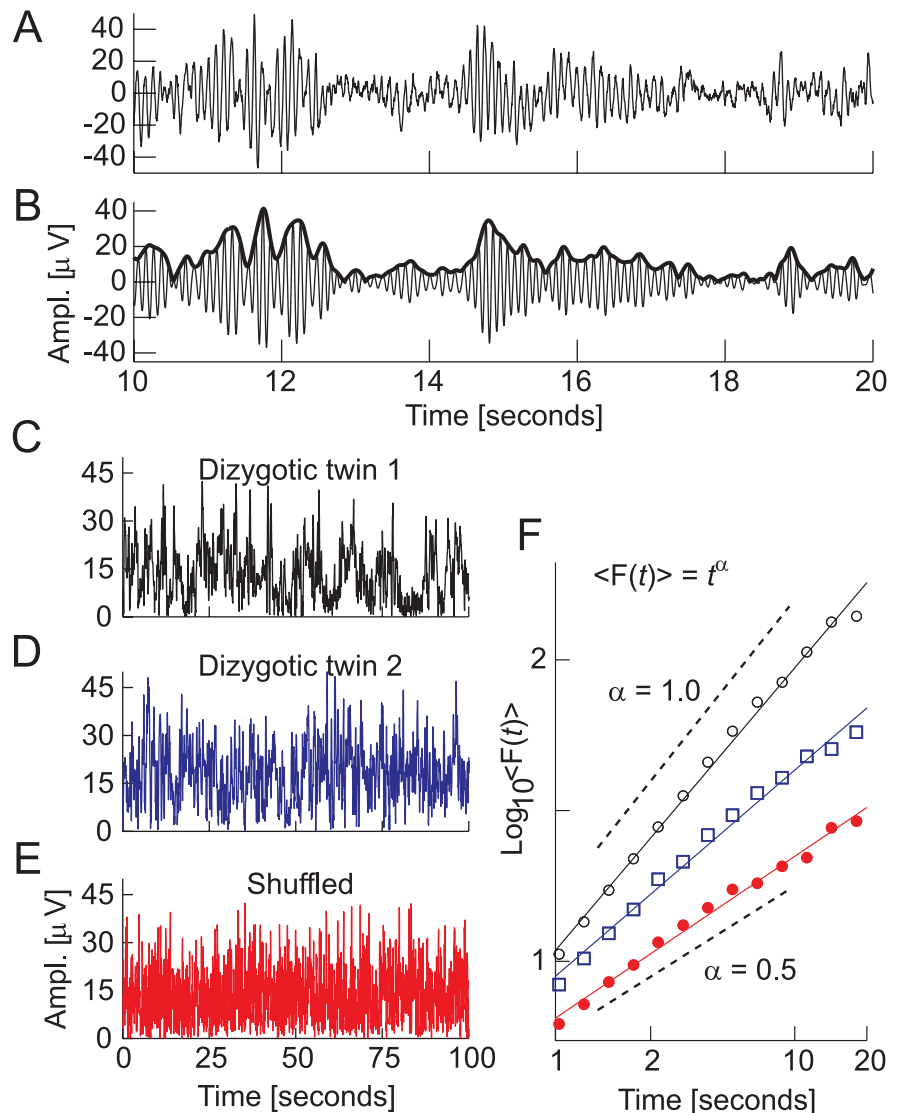 A
40
20
0
-20
-40
B
40
20
0
-20
-40
Ampl. [μ V]
10
12
14
16
18
20
Time [seconds]
C
Dizygotic twin 1
45
30
15
0
D
Dizygotic twin 2
45
30
15
0
E
Shuffled
45
30
15
0
Ampl. [μ V]
0
25
50
75
100
Time [seconds]
F
<F(t)> = t^α
α = 1.0
α = 0.5
2
1
Log10<F(t)>
1
2
10
20
Time [seconds]